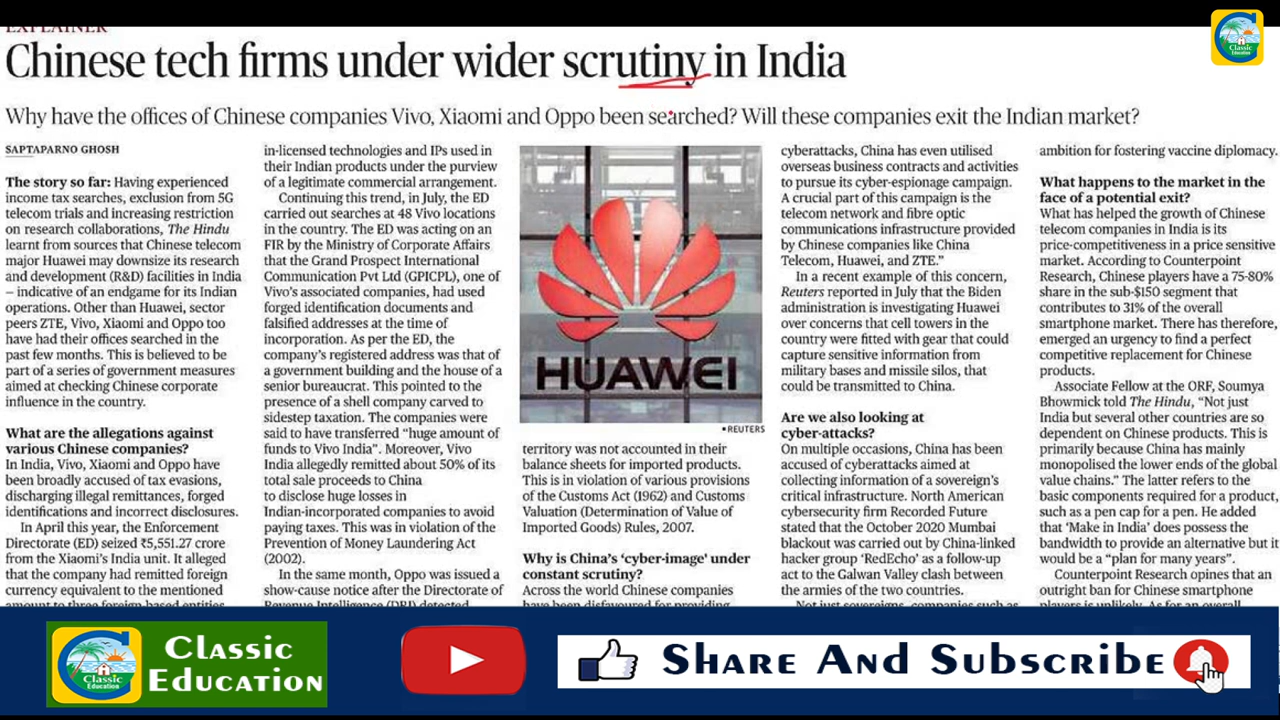 EXPLAINER
Chinese tech firms under wider scrutiny in India
Why have the offices of Chinese companies Vivo, Xiaomi and Oppo been searched? Will these companies exit the Indian market?
SAPTAPARNO GHOSH
The story so far: Having experienced
income tax searches, exclusion from 5G
telecom trials and increasing restriction
on research collaborations, The Hindu
learnt from sources that Chinese telecom
major Huawei may downsize its research
and development (R&D) facilities in India
— indicative of an endgame for its Indian
operations. Other than Huawei, sector
peers ZTE, Vivo, Xiaomi and Oppo too
have had their offices searched in the
past few months. This is believed to be
part of a series of government measures
aimed at checking Chinese corporate
influence in the country.
What are the allegations against
various Chinese companies?
In India, Vivo, Xiaomi and Oppo have
been broadly accused of tax evasions,
discharging illegal remittances, forged
identifications and incorrect disclosures.
In April this year, the Enforcement
Directorate (ED) seized ₹5,551.27 crore
from the Xiaomi's India unit. It alleged
that the company had remitted foreign
currency equivalent to the mentioned
amount to three foreign-based entities
in-licensed technologies and IPs used in
their Indian products under the purview
of a legitimate commercial arrangement.
Continuing this trend, in July, the ED
carried out searches at 48 Vivo locations
in the country. The ED was acting on an
FIR by the Ministry of Corporate Affairs
that the Grand Prospect International
Communication Pvt Ltd (GPICPL), one of
Vivo's associated companies, had used
forged identification documents and
falsified addresses at the time of
incorporation. As per the ED, the
company's registered address was that of
a government building and the house of a
senior bureaucrat. This pointed to the
presence of a shell company carved to
sidestep taxation. The companies were
said to have transferred “huge amount of
funds to Vivo India”. Moreover, Vivo
India allegedly remitted about 50% of its
total sale proceeds to China
to disclose huge losses in
Indian-incorporated companies to avoid
paying taxes. This was in violation of the
Prevention of Money Laundering Act
(2002).
In the same month, Oppo was issued a
show-cause notice after the Directorate of
Revenue Intelligence (DRI) detected
HUAWEI
▪REUTERS
territory was not accounted in their
balance sheets for imported products.
This is in violation of various provisions
of the Customs Act (1962) and Customs
Valuation (Determination of Value of
Imported Goods) Rules, 2007.
Why is China's 'cyber-image' under
constant scrutiny?
Across the world Chinese companies
have been disfavoured for providing
cyberattacks, China has even utilised
overseas business contracts and activities
to pursue its cyber-espionage campaign.
A crucial part of this campaign is the
telecom network and fibre optic
communications infrastructure provided
by Chinese companies like China
Telecom, Huawei, and ZTE.”
In a recent example of this concern,
Reuters reported in July that the Biden
administration is investigating Huawei
over concerns that cell towers in the
country were fitted with gear that could
capture sensitive information from
military bases and missile silos, that
could be transmitted to China.
Are we also looking at
cyber-attacks?
On multiple occasions, China has been
accused of cyberattacks aimed at
collecting information of a sovereign's
critical infrastructure. North American
cybersecurity firm Recorded Future
stated that the October 2020 Mumbai
blackout was carried out by China-linked
hacker group 'RedEcho' as a follow-up
act to the Galwan Valley clash between
the armies of the two countries.
Not just sovereigns, companies such as
ambition for fostering vaccine diplomacy.
What happens to the market in the
face of a potential exit?
What has helped the growth of Chinese
telecom companies in India is its
price-competitiveness in a price sensitive
market. According to Counterpoint
Research, Chinese players have a 75-80%
share in the sub-$150 segment that
contributes to 31% of the overall
smartphone market. There has therefore,
emerged an urgency to find a perfect
competitive replacement for Chinese
products.
Associate Fellow at the ORF, Soumya
Bhowmick told The Hindu, “Not just
India but several other countries are so
dependent on Chinese products. This is
primarily because China has mainly
monopolised the lower ends of the global
value chains.” The latter refers to the
basic components required for a product,
such as a pen cap for a pen. He added
that 'Make in India' does possess the
bandwidth to provide an alternative but it
would be a “plan for many years”.
Counterpoint Research opines that an
outright ban for Chinese smartphone
players is unlikely. As for an overall
Classic
Education
Classic
Education
CLASSIC
EDUCATION
SHARE AND SUBSCRIBE